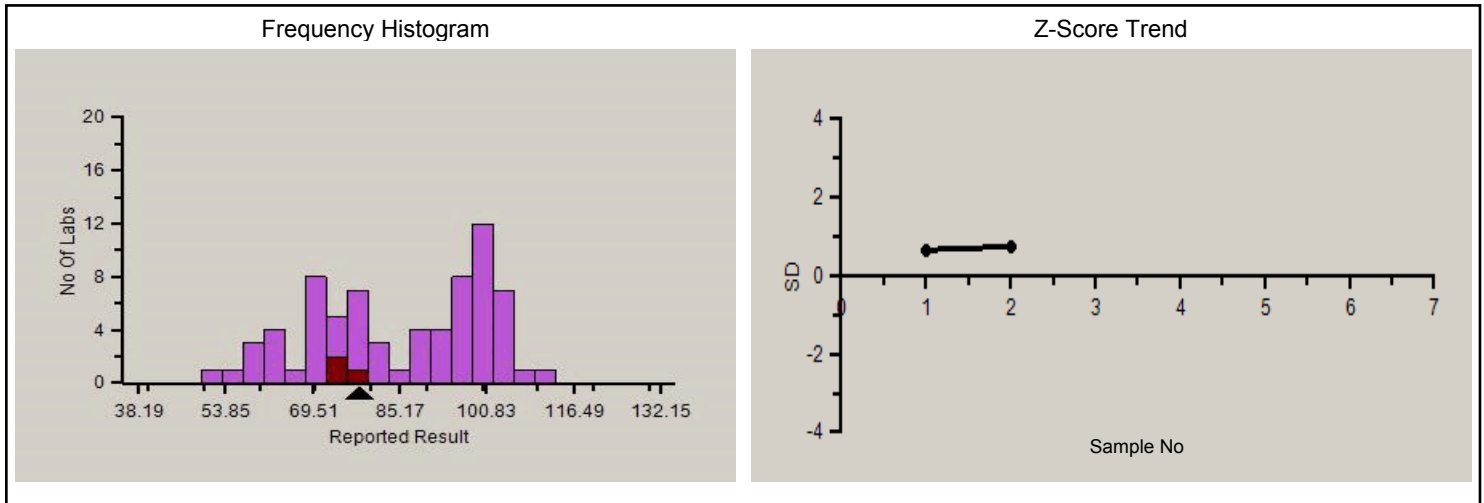 Frequency Histogram
20
16
12
8
4
0
No Of Labs
38.19 53.85 69.51 85.17 100.83 116.49 132.15
Reported Result
Z-Score Trend
4
2
0
-2
-4
SD
0 1 2 3 4 5 6 7
Sample No